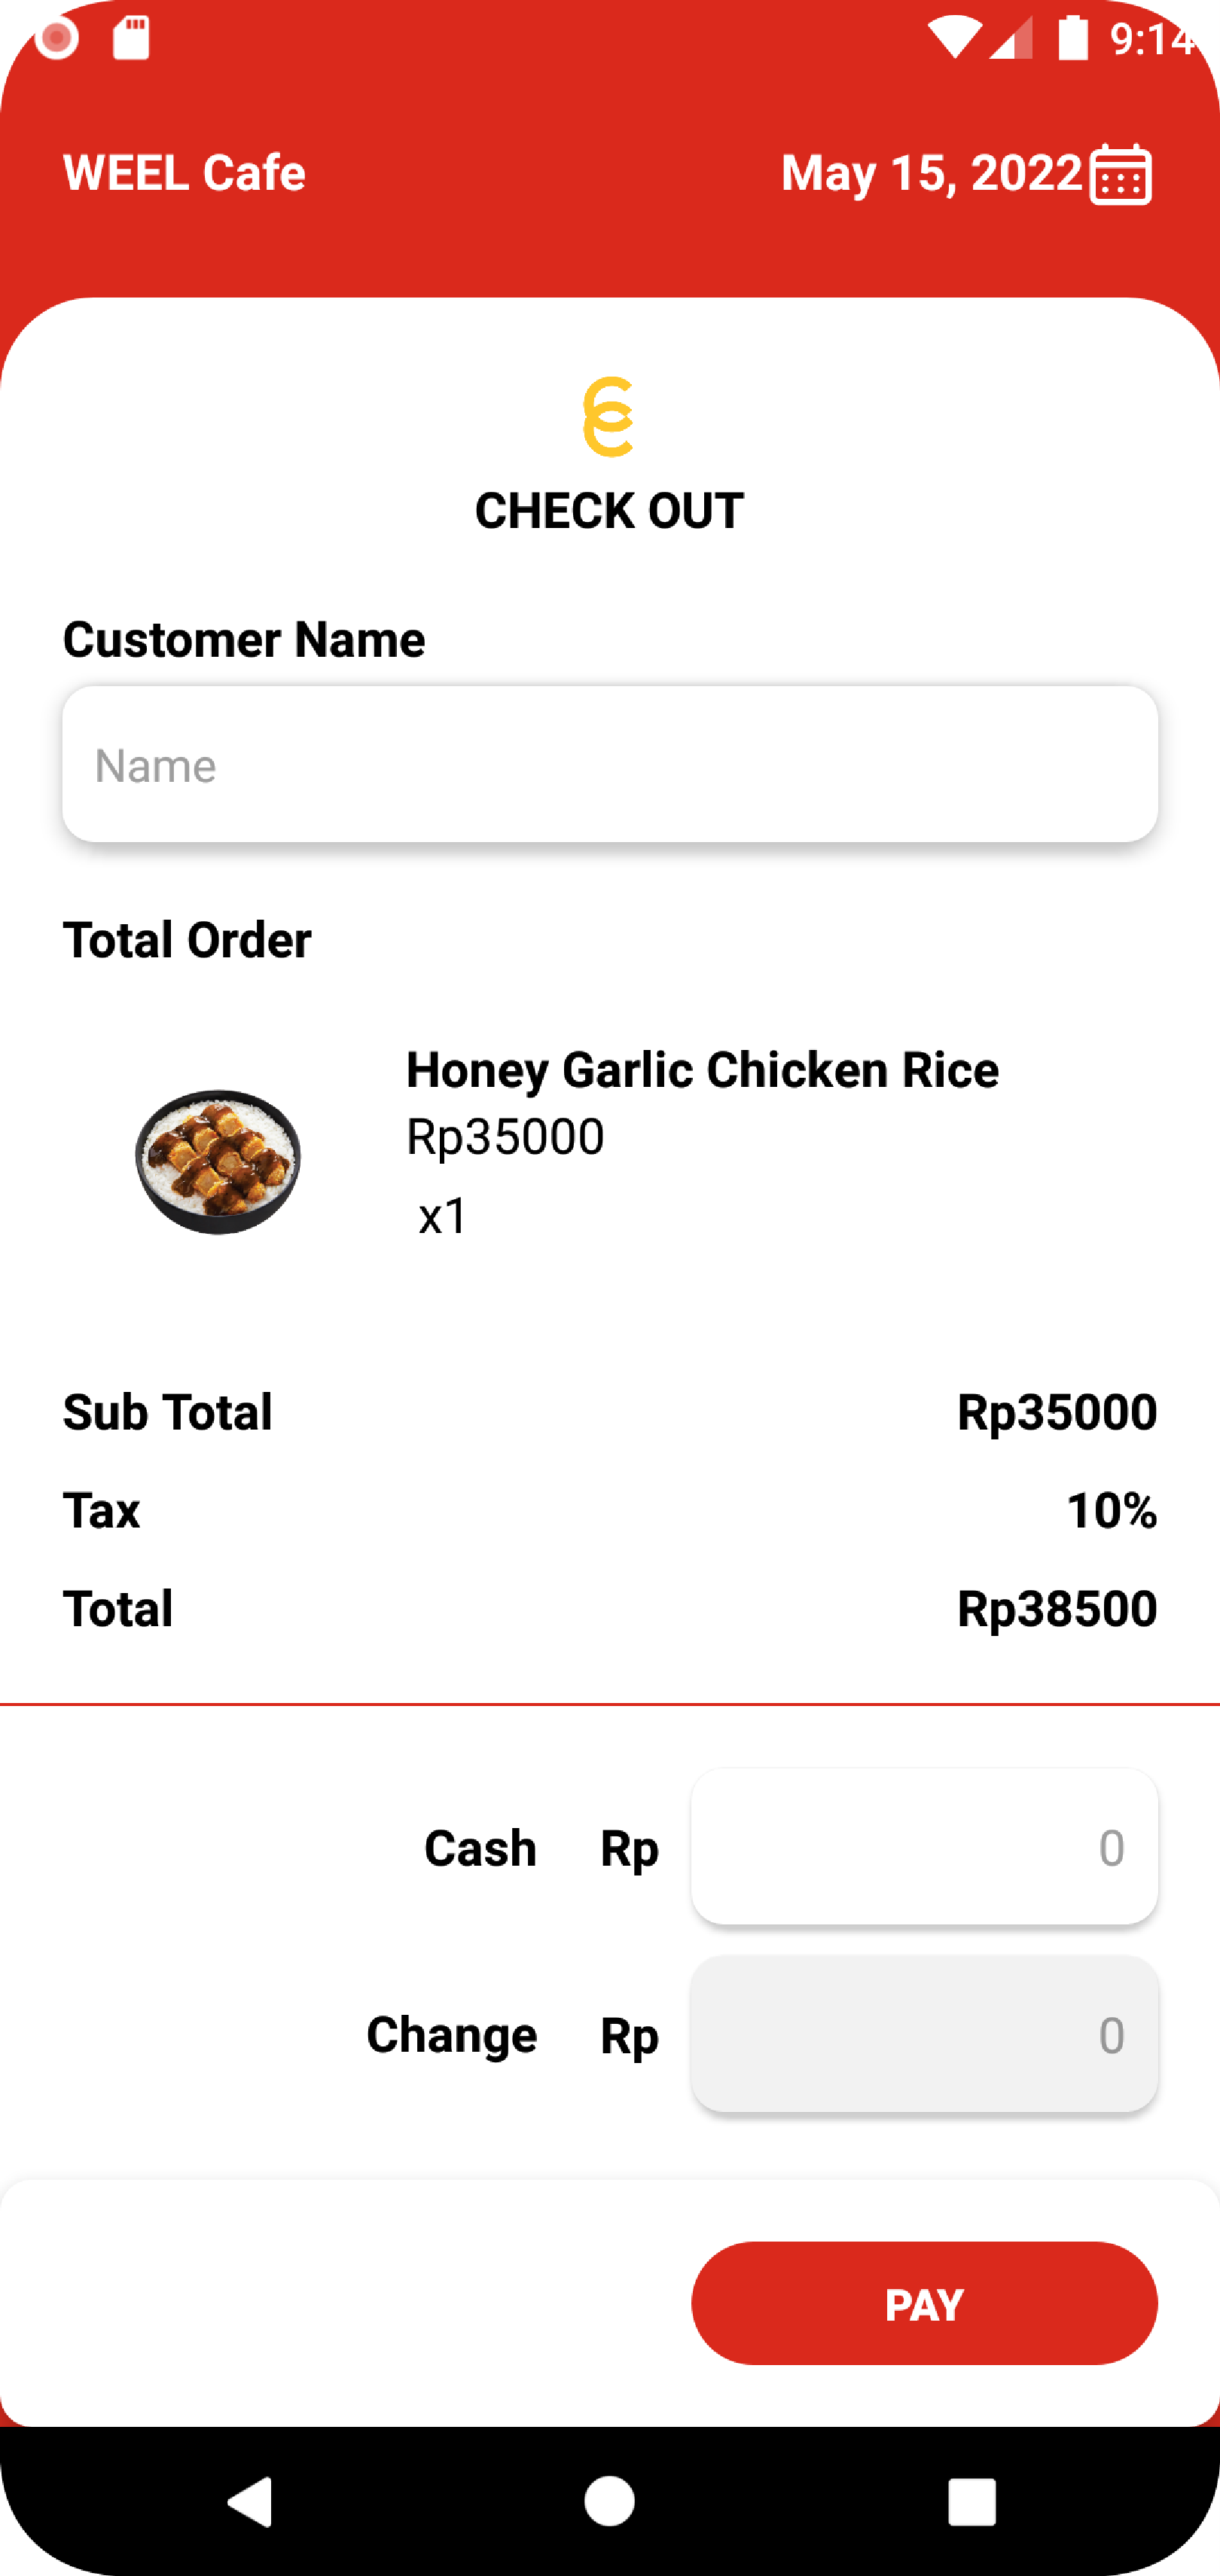 9:14
WEEL Cafe
May 15, 2022
CHECK OUT
Customer Name
Name
Total Order
Honey Garlic Chicken Rice
Rp35000
x1
Sub Total Rp35000
Tax 10%
Total Rp38500
Cash Rp 0
Change Rp 0
PAY